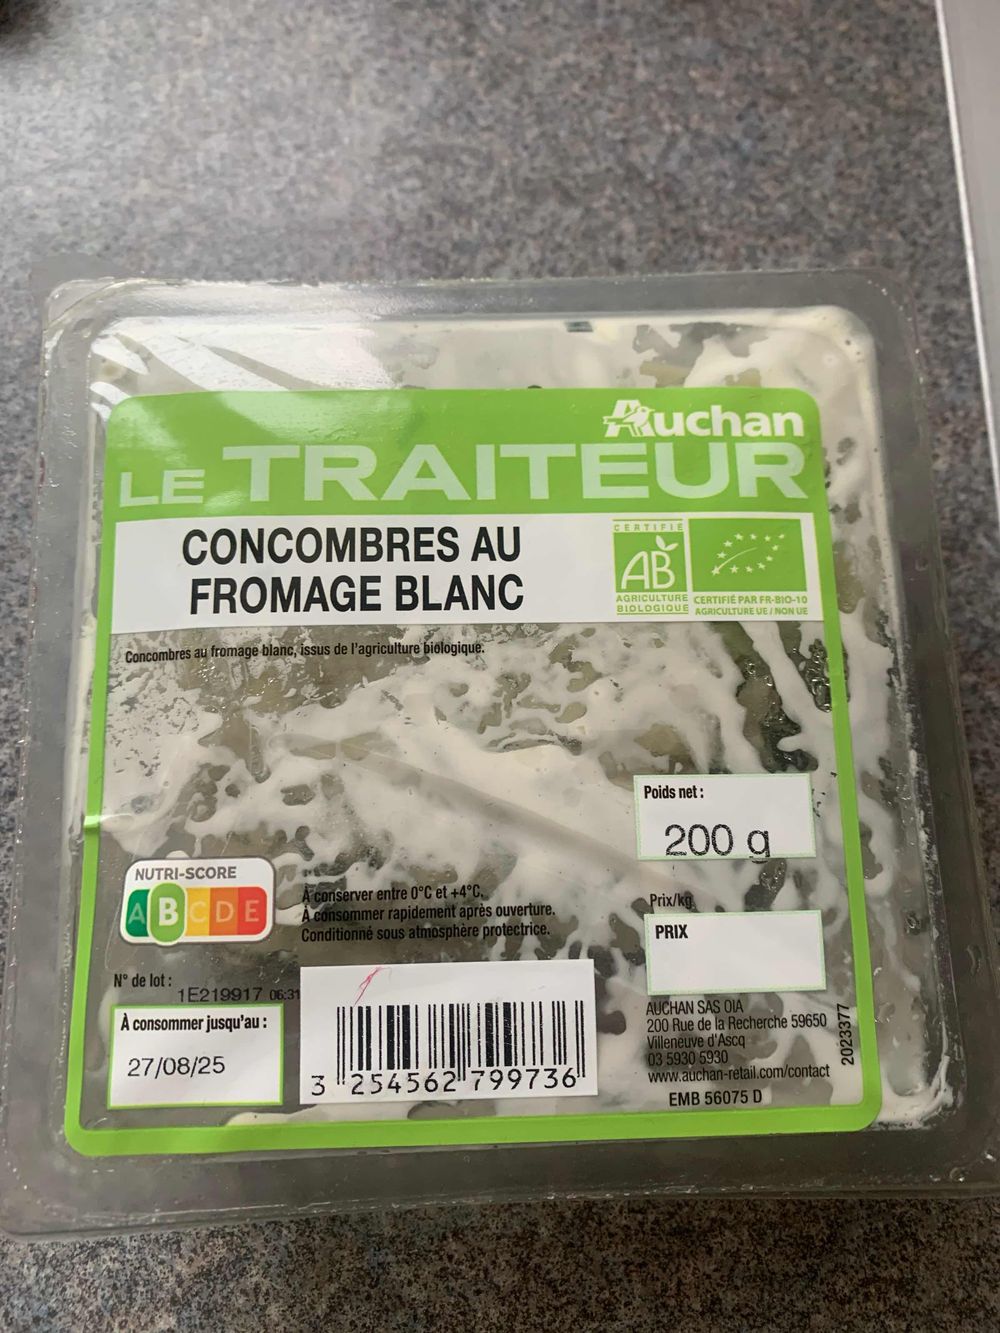 Auchan
LE TRAITEUR
CONCOMBRES AU
FROMAGE BLANC
CERTIFIÉ
AB
AGRICULTURE
BIOLOGIQUE
CERTIFIÉ PAR FR-BIO-10
AGRICULTURE UE / NON UE
Concombres au fromage blanc, issus de l'agriculture biologique.
Poids net :
200 g
NUTRI-SCORE
A B C D E
À conserver entre 0°C et +4°C.
À consommer rapidement après ouverture.
Conditionné sous atmosphère protectrice.
Prix/kg
PRIX
N° de lot :
1E219917 06:31
À consommer jusqu'au :
27/08/25
3 254562 799736
AUCHAN SAS OIA
200 Rue de la Recherche 59650
Villeneuve d'Ascq
03 5930 5930
www.auchan-retail.com/contact
EMB 56075 D
2023377